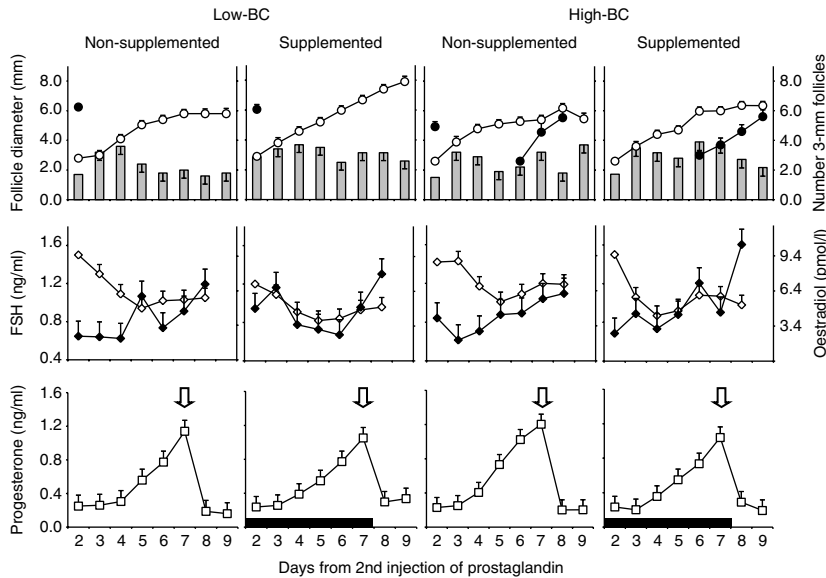 Low-BC High-BC
Non-supplemented Supplemented Non-supplemented Supplemented
Follicle diameter (mm)
8.0
6.0
4.0
2.0
0.0
8.0
6.0
4.0
2.0
0.0
Number 3-mm follicles
FSH (ng/ml)
1.6
1.2
0.8
0.4
9.4
6.4
3.4
Oestradiol (pmol/l)
Progesterone (ng/ml)
1.6
1.2
0.8
0.4
0.0
2 3 4 5 6 7 8 9 2 3 4 5 6 7 8 9 2 3 4 5 6 7 8 9 2 3 4 5 6 7 8 9
Days from 2nd injection of prostaglandin